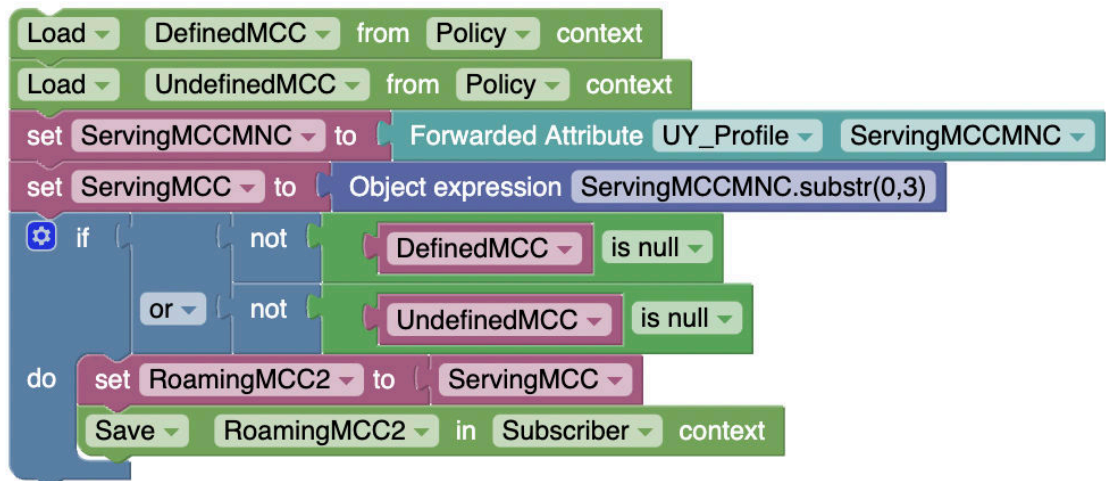 Load DefinedMCC from Policy context
Load UndefinedMCC from Policy context
set ServingMCCMNC to Forwarded Attribute UY_Profile ServingMCCMNC
set ServingMCC to Object expression ServingMCCMNC.substr(0,3)
if not DefinedMCC is null
or not UndefinedMCC is null
do set RoamingMCC2 to ServingMCC
Save RoamingMCC2 in Subscriber context